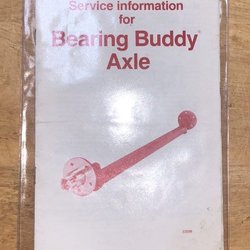 Service information
for
Bearing Buddy®
Axle